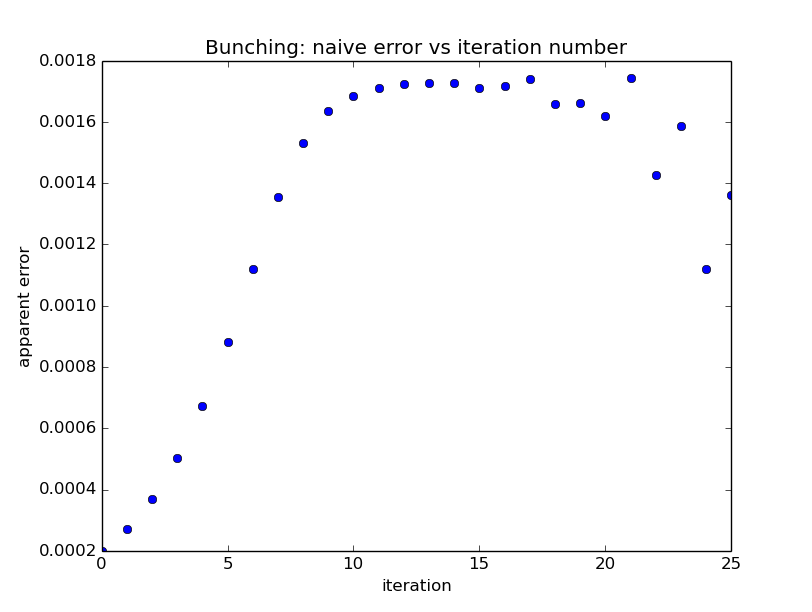 Bunching: naive error vs iteration number
0.0018
0.0016
0.0014
0.0012
0.0010
0.0008
0.0006
0.0004
0.0002
apparent error
0 5 10 15 20 25
iteration